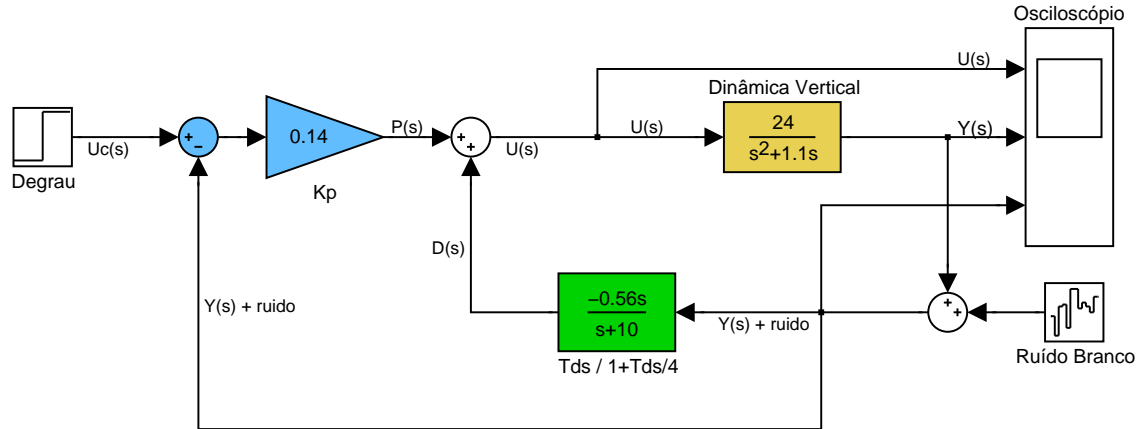 Osciloscópio
U(s)
Dinâmica Vertical
Degrau
Uc(s)
+
−
0.14
Kp
P(s)
+
+
U(s)
U(s)
24
s²+1.1s
Y(s)
D(s)
Y(s) + ruido
−0.56s
s+10
Tds / 1+Tds/4
Y(s) + ruido
+
+
Ruído Branco